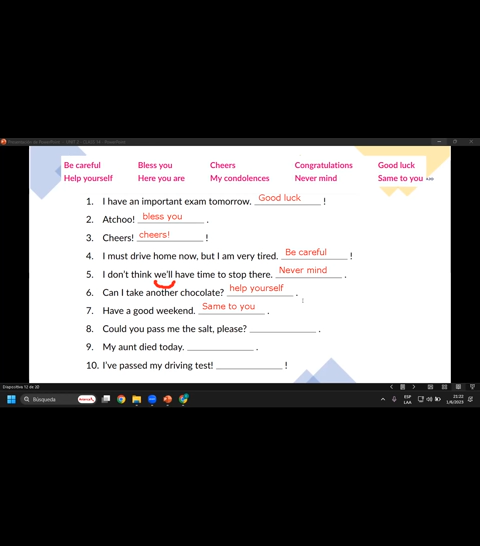 Be careful Bless you Cheers Congratulations Good luck
Help yourself Here you are My condolences Never mind Same to you
1. I have an important exam tomorrow. Good luck !
2. Atchoo! bless you .
3. Cheers! cheers! !
4. I must drive home now, but I am very tired. Be careful !
5. I don't think we'll have time to stop there. Never mind .
6. Can I take another chocolate? help yourself .
7. Have a good weekend. Same to you .
8. Could you pass me the salt, please? .
9. My aunt died today. .
10. I've passed my driving test! !
Diapositiva 13 de 20
Búsqueda
ESP
LAA
21:22
1/8/2023